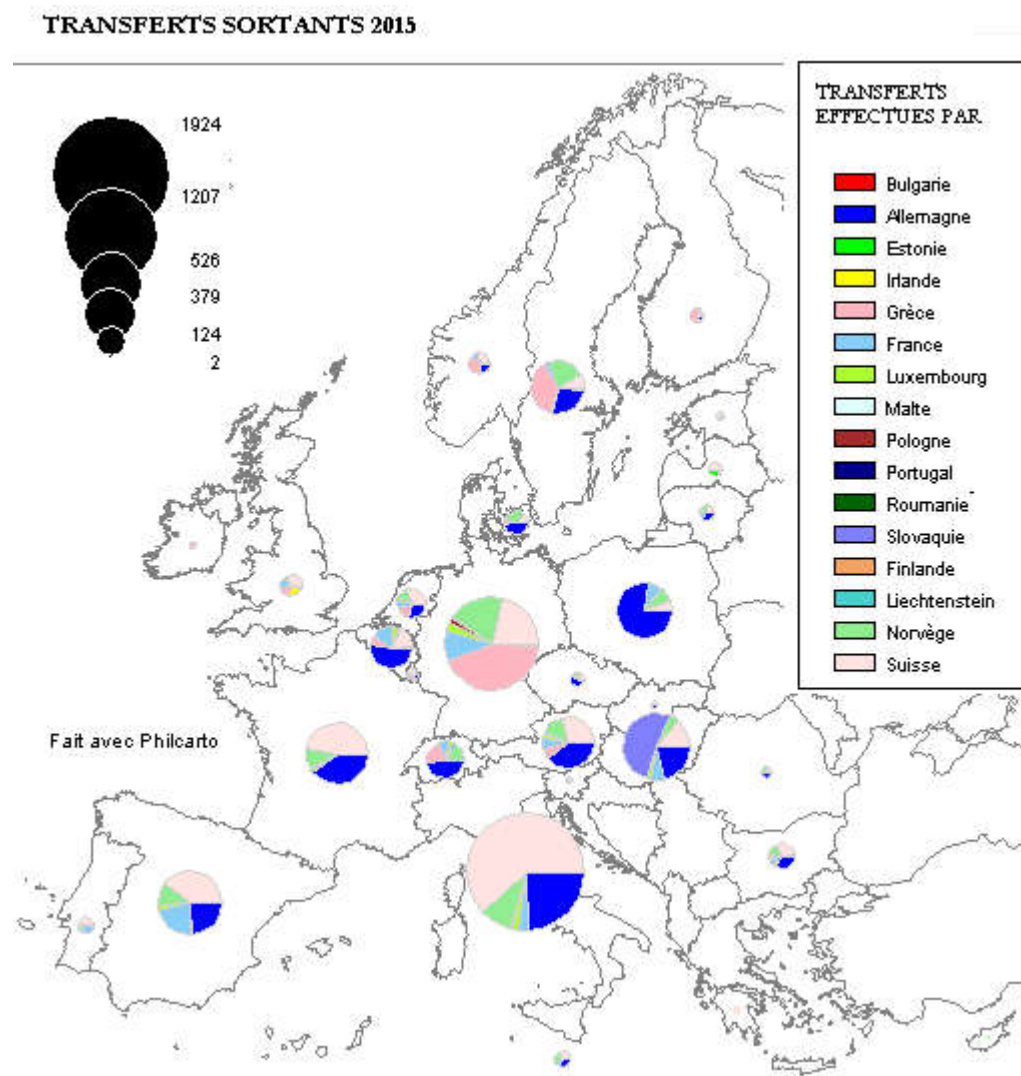 TRANSFERTS SORTANTS 2015
1924
1207
526
379
124
2
TRANSFERTS
EFFECTUES PAR
Bulgarie
Allemagne
Estonie
Irlande
Grèce
France
Luxembourg
Malte
Pologne
Portugal
Roumanie
Slovaquie
Finlande
Liechtenstein
Norvège
Suisse
Fait avec Philcarto